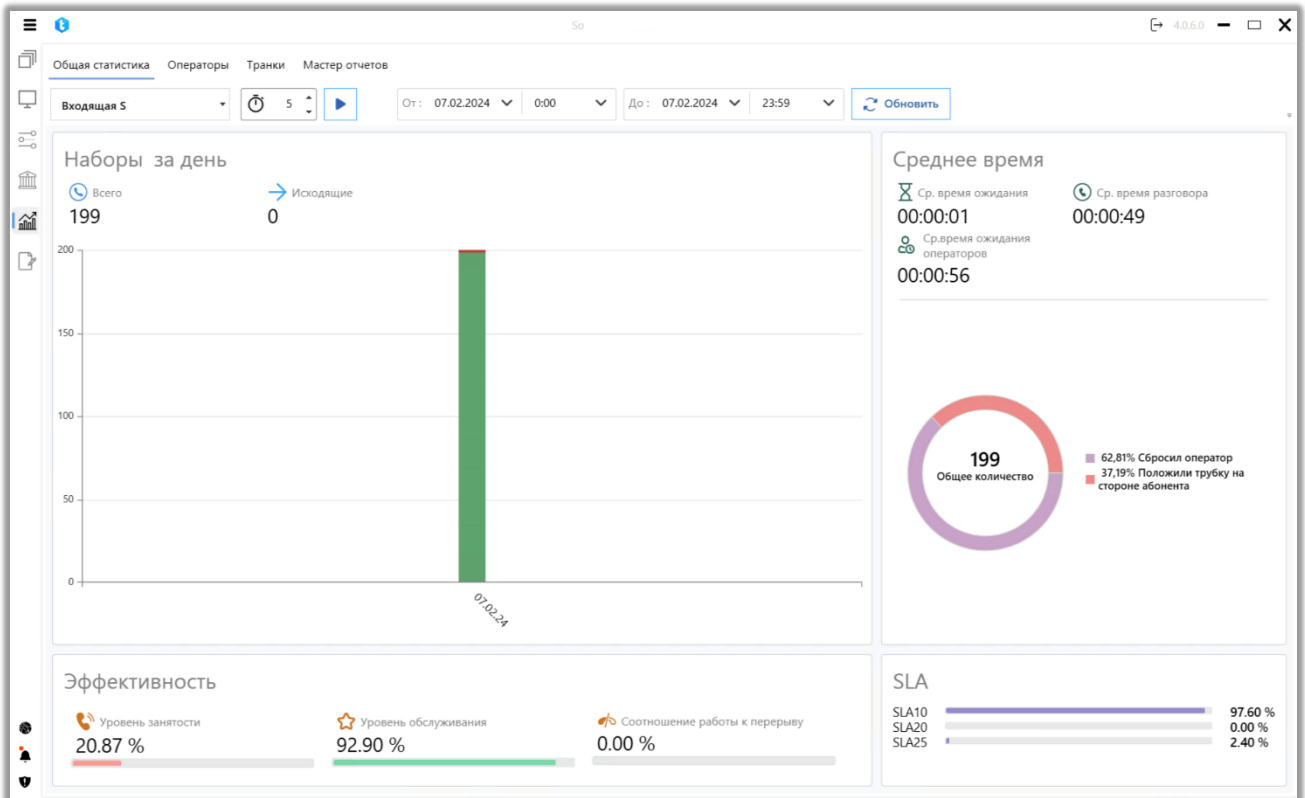 So
4.0.6.0
Общая статистика Операторы Транки Мастер отчетов
Входящая S 5 От : 07.02.2024 0:00 До : 07.02.2024 23:59 Обновить
Наборы за день
Всего Исходящие
199 0
200
150
100
50
0
07.02.24
Среднее время
Ср. время ожидания Ср. время разговора
00:00:01 00:00:49
Ср.время ожидания
операторов
00:00:56
199
Общее количество
62,81% Сбросил оператор
37,19% Положили трубку на
стороне абонента
Эффективность
Уровень занятости Уровень обслуживания Соотношение работы к перерыву
20.87 % 92.90 % 0.00 %
SLA
SLA10 97.60 %
SLA20 0.00 %
SLA25 2.40 %